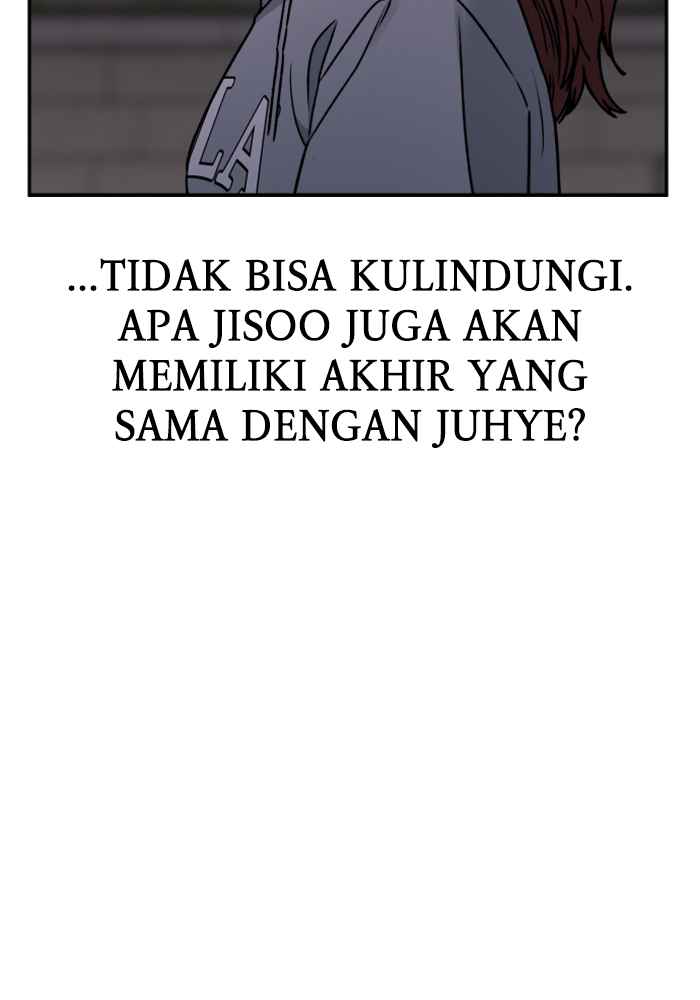 LA
...TIDAK BISA KULINDUNGI.
APA JISOO JUGA AKAN
MEMILIKI AKHIR YANG
SAMA DENGAN JUHYE?